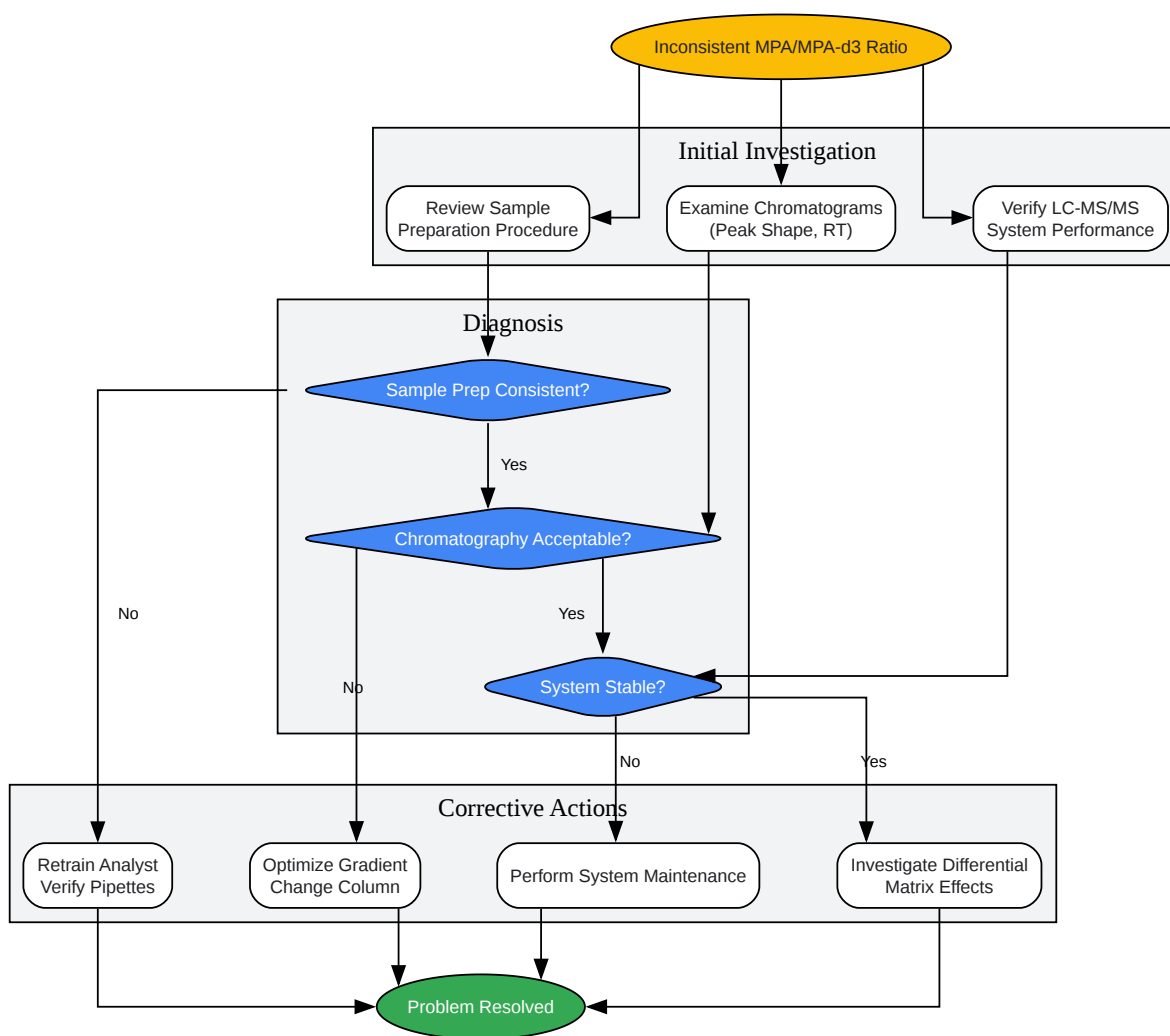 Inconsistent MPA/MPA-d3 Ratio
Initial Investigation
Review Sample
Preparation Procedure
Examine Chromatograms
(Peak Shape, RT)
Verify LC-MS/MS
System Performance
Diagnosis
Sample Prep Consistent?
Yes
Chromatography Acceptable?
No
Yes
System Stable?
No
No
Yes
Corrective Actions
Retrain Analyst
Verify Pipettes
Optimize Gradient
Change Column
Perform System Maintenance
Investigate Differential
Matrix Effects
Problem Resolved